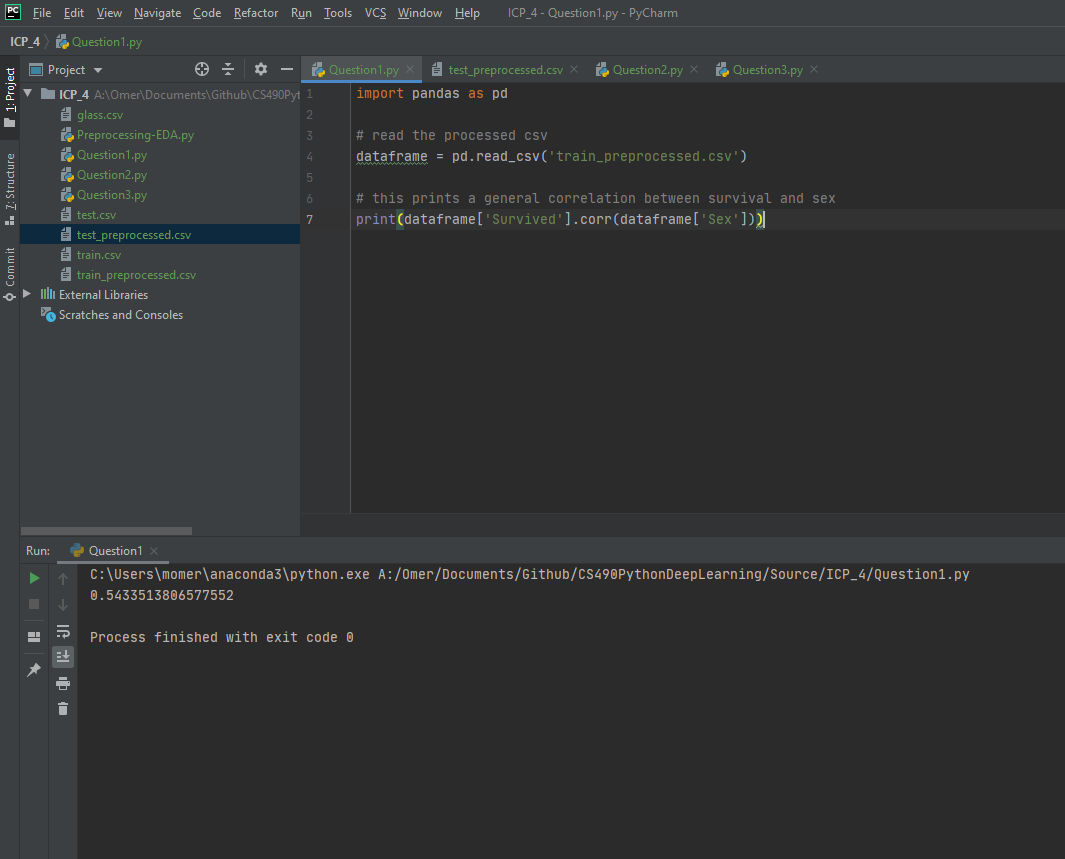 PC File Edit View Navigate Code Refactor Run Tools VCS Window Help ICP_4 - Question1.py - PyCharm
ICP_4 Question1.py
1: Project
7: Structure
Commit
Project
ICP_4 A:\Omer\Documents\Github\CS490Pyt
glass.csv
Preprocessing-EDA.py
Question1.py
Question2.py
Question3.py
test.csv
test_preprocessed.csv
train.csv
train_preprocessed.csv
External Libraries
Scratches and Consoles
Question1.py test_preprocessed.csv Question2.py Question3.py
1 import pandas as pd
2
3 # read the processed csv
4 dataframe = pd.read_csv('train_preprocessed.csv')
5
6 # this prints a general correlation between survival and sex
7 print(dataframe['Survived'].corr(dataframe['Sex']))
Run: Question1
C:\Users\momer\anaconda3\python.exe A:/Omer/Documents/Github/CS490PythonDeepLearning/Source/ICP_4/Question1.py
0.5433513806577552
Process finished with exit code 0